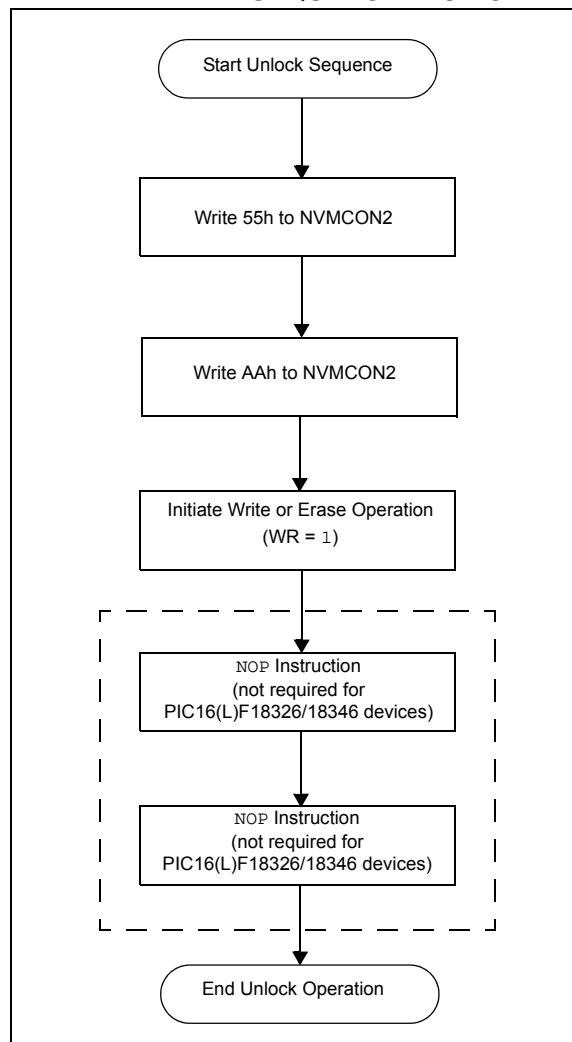 Start Unlock Sequence
Write 55h to NVMCON2
Write AAh to NVMCON2
Initiate Write or Erase Operation
(WR = 1)
NOP Instruction
(not required for
PIC16(L)F18326/18346 devices)
NOP Instruction
(not required for
PIC16(L)F18326/18346 devices)
End Unlock Operation